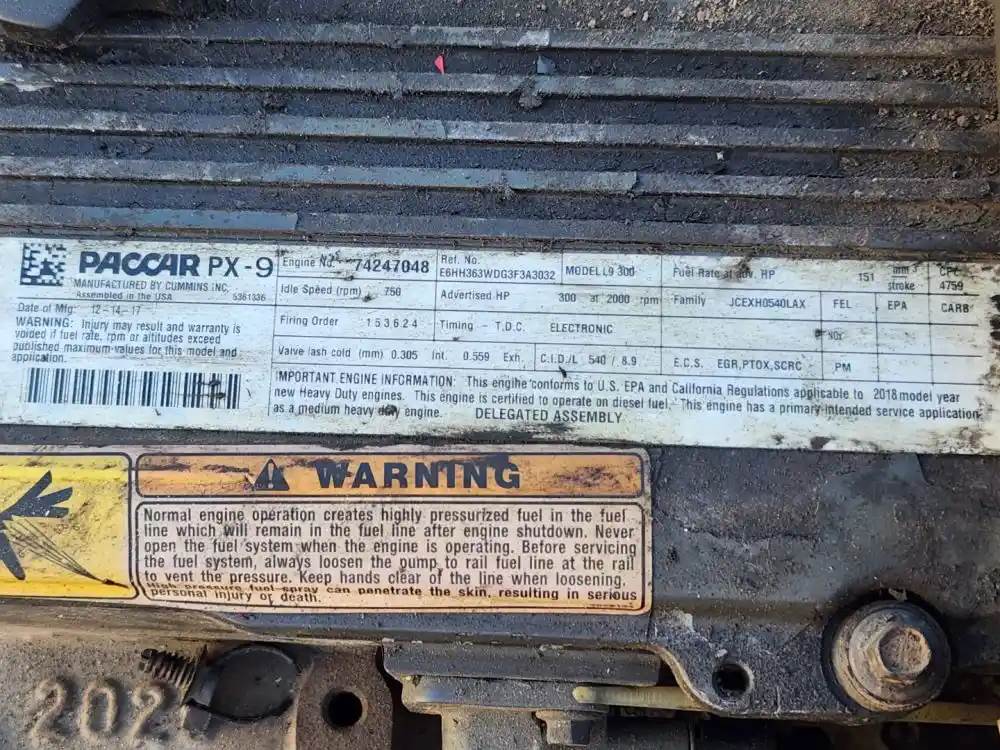 PACCAR PX-9
MANUFACTURED BY CUMMINS INC.
Assembled in the USA 5361336
Date of Mfg: 12-14-17
WARNING: Injury may result and warranty is
voided if fuel rate, rpm or altitudes exceed
published maximum values for this model and
application.
Engine No. 74247048
Ref. No.
E6HH363WDG3F3A3032
MODEL L9 300
Fuel Rate at adv. HP 151 mm3 stroke
CPL
4759
Idle Speed (rpm) 750
Advertised HP 300 at 2000 rpm
Family JCEXH0540LAX
FEL
EPA
CARB
Firing Order 153624
Timing - T.D.C. ELECTRONIC
NOx
Valve lash cold (mm) 0.305 Int. 0.559 Exh.
C.I.D./L 540 / 8.9
E.C.S. EGR,PTOX,SCRC
PM
IMPORTANT ENGINE INFORMATION: This engine conforms to U.S. EPA and California Regulations applicable to 2018 model year
new Heavy Duty engines. This engine is certified to operate on diesel fuel. This engine has a primary intended service application
as a medium heavy duty engine. DELEGATED ASSEMBLY
WARNING
Normal engine operation creates highly pressurized fuel in the fuel
line which will remain in the fuel line after engine shutdown. Never
open the fuel system when the engine is operating. Before servicing
the fuel system, always loosen the pump to rail fuel line at the rail
to vent the pressure. Keep hands clear of the line when loosening.
High pressure fuel spray can penetrate the skin, resulting in serious
personal injury or death.
202